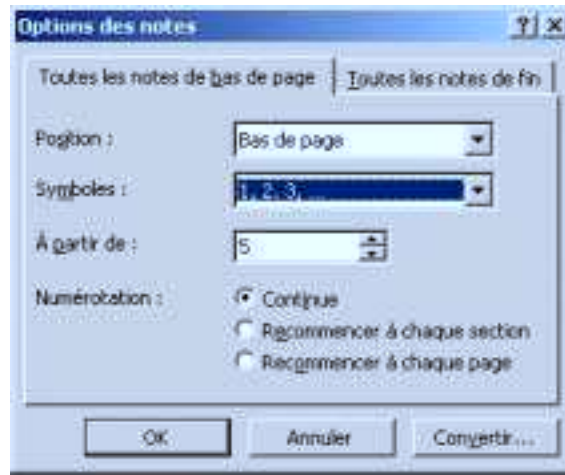 Options des notes
Toutes les notes de bas de page
Toutes les notes de fin
Position :
Bas de page
Symboles :
1, 2, 3, ...
À partir de :
5
Numérotation :
Continue
Recommencer à chaque section
Recommencer à chaque page
OK
Annuler
Convertir...